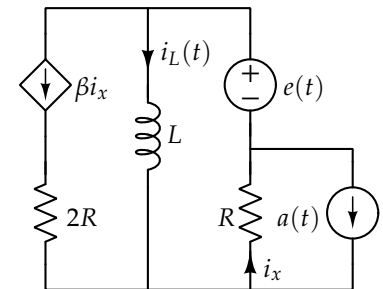 i_L(t)
βi_x
+
−
e(t)
L
2R
R
a(t)
i_x